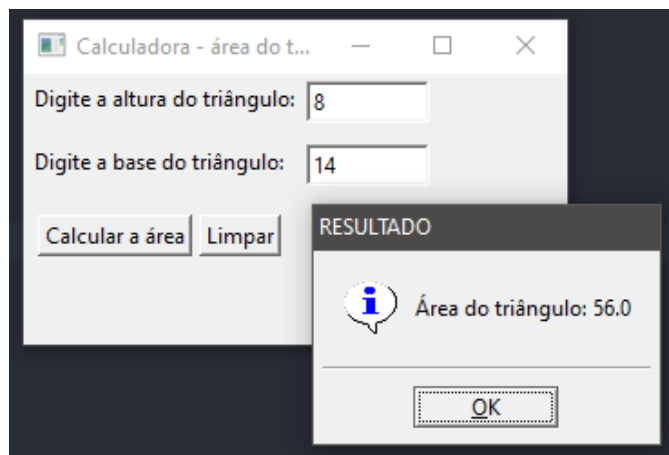 Calculadora - área do t...
Digite a altura do triângulo: 8
Digite a base do triângulo: 14
Calcular a área Limpar
RESULTADO
Área do triângulo: 56.0
OK